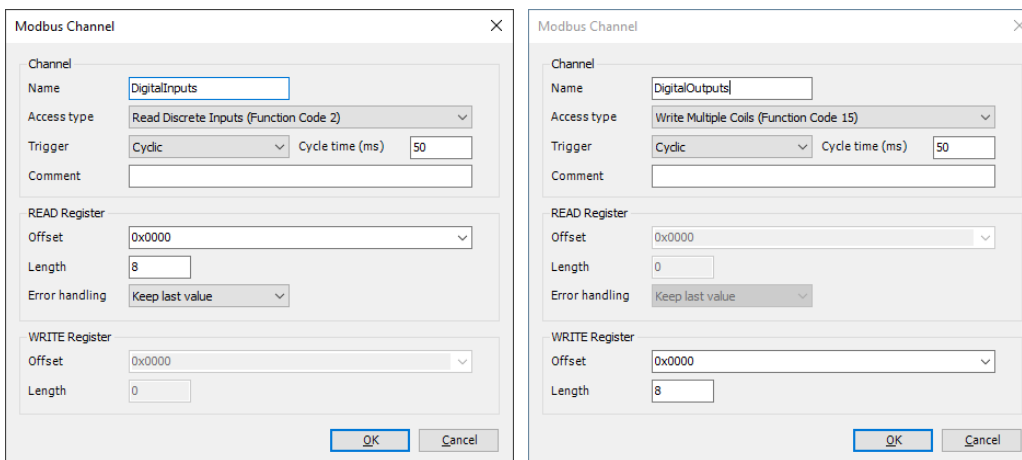 Modbus Channel
Channel
Name DigitalInputs
Access type Read Discrete Inputs (Function Code 2)
Trigger Cyclic Cycle time (ms) 50
Comment
READ Register
Offset 0x0000
Length 8
Error handling Keep last value
WRITE Register
Offset 0x0000
Length 0
OK Cancel
Modbus Channel
Channel
Name DigitalOutputs
Access type Write Multiple Coils (Function Code 15)
Trigger Cyclic Cycle time (ms) 50
Comment
READ Register
Offset 0x0000
Length 0
Error handling Keep last value
WRITE Register
Offset 0x0000
Length 8
OK Cancel